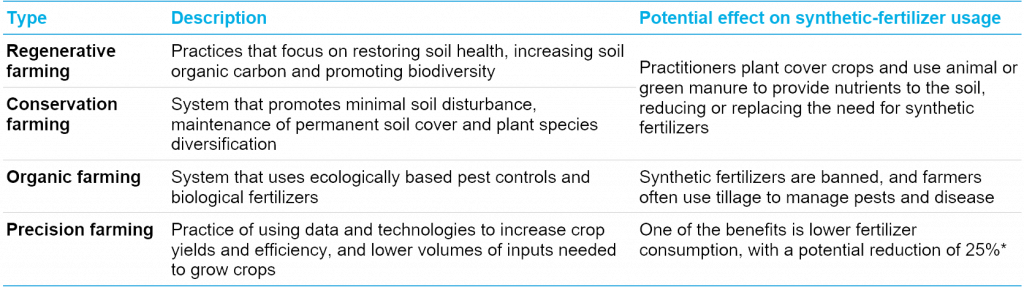 Type Description Potential effect on synthetic-fertilizer usage
Regenerative farming
Practices that focus on restoring soil health, increasing soil
organic carbon and promoting biodiversity
Practitioners plant cover crops and use animal or
green manure to provide nutrients to the soil,
reducing or replacing the need for synthetic
fertilizers
Conservation farming
System that promotes minimal soil disturbance,
maintenance of permanent soil cover and plant species
diversification
Organic farming
System that uses ecologically based pest controls and
biological fertilizers
Synthetic fertilizers are banned, and farmers
often use tillage to manage pests and disease
Precision farming
Practice of using data and technologies to increase crop
yields and efficiency, and lower volumes of inputs needed
to grow crops
One of the benefits is lower fertilizer
consumption, with a potential reduction of 25%*